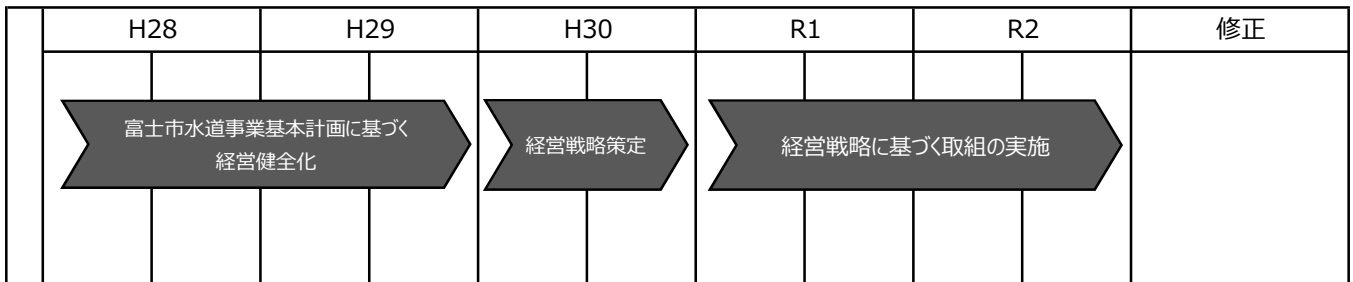 H28
H29
H30
R1
R2
修正
富士市水道事業基本計画に基づく
経営健全化
経営戦略策定
経営戦略に基づく取組の実施